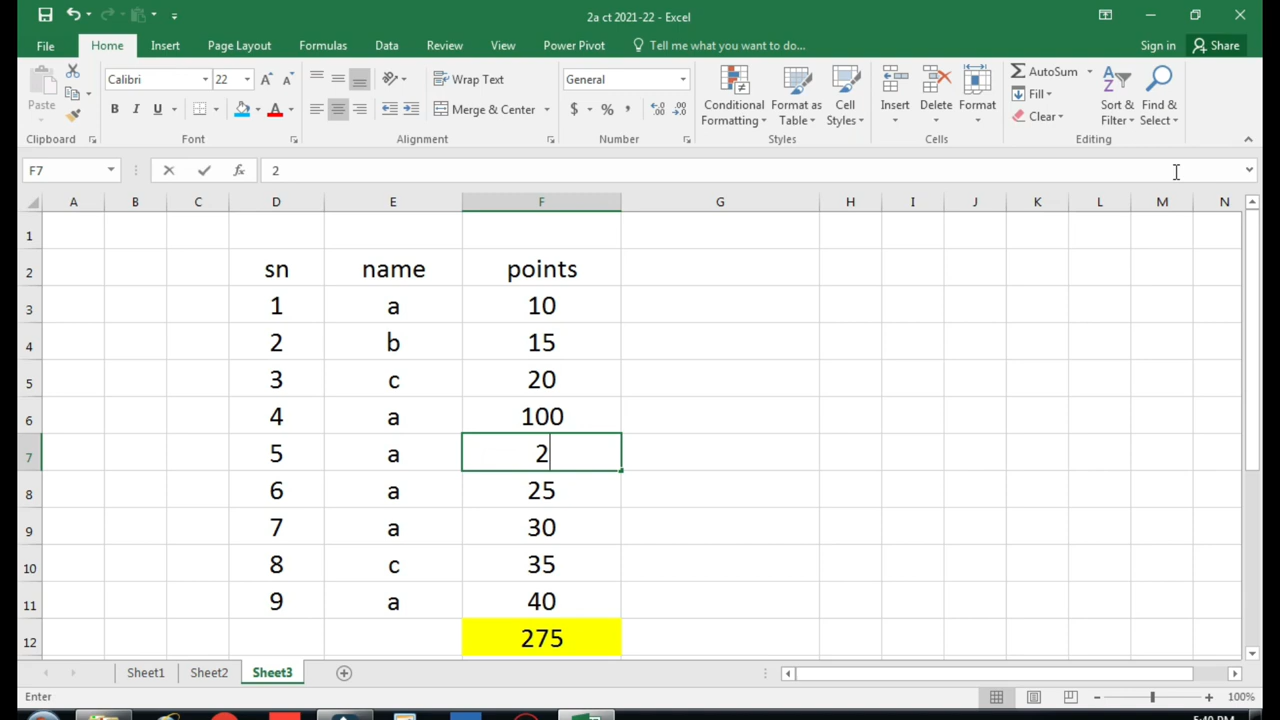 2a ct 2021-22 - Excel
File Home Insert Page Layout Formulas Data Review View Power Pivot Tell me what you want to do... Sign in Share
Paste Calibri 22 A A Wrap Text General Conditional Formatting Format as Table Cell Styles Insert Delete Format AutoSum Sort & Filter Find & Select
B I U A Merge & Center $ % , Fill
Clear
Clipboard Font Alignment Number Styles Cells Editing
F7 fx 2
A B C D E F G H I J K L M N
1
2 sn name points
3 1 a 10
4 2 b 15
5 3 c 20
6 4 a 100
7 5 a 2
8 6 a 25
9 7 a 30
10 8 c 35
11 9 a 40
12 275
Sheet1 Sheet2 Sheet3
Enter 100%